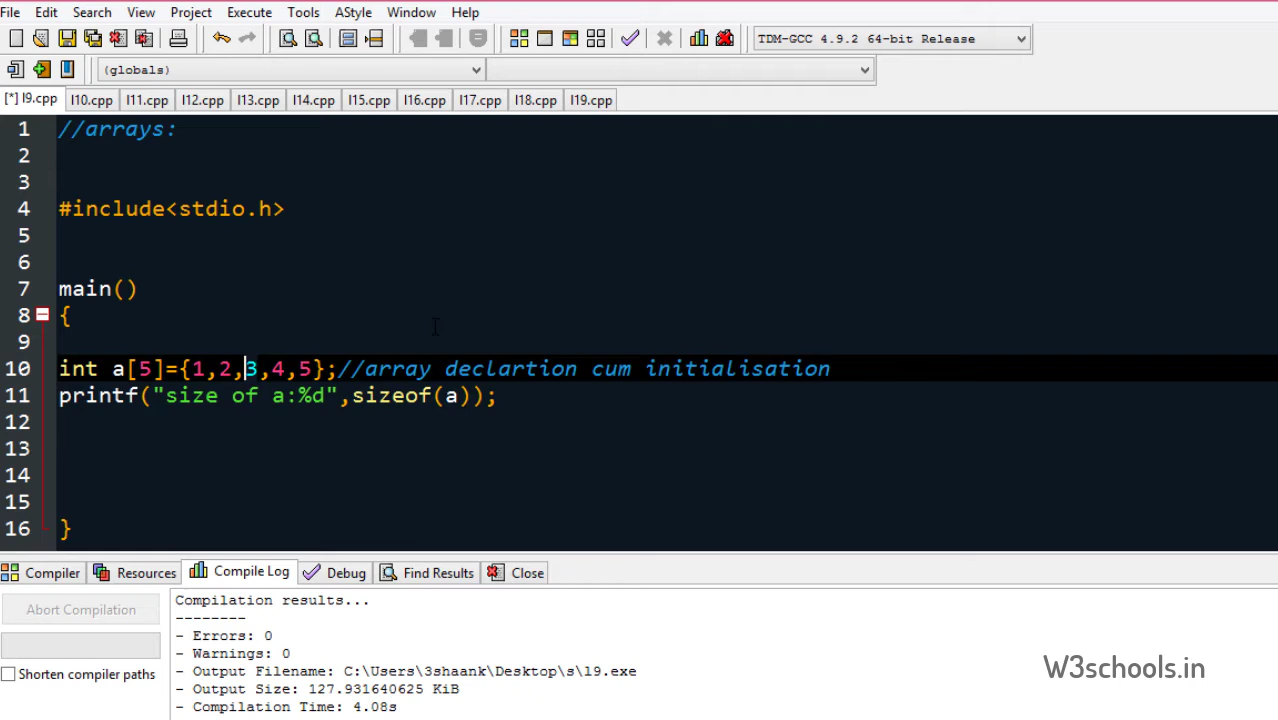 File Edit Search View Project Execute Tools AStyle Window Help
TDM-GCC 4.9.2 64-bit Release
(globals)
[*] l9.cpp l10.cpp l11.cpp l12.cpp l13.cpp l14.cpp l15.cpp l16.cpp l17.cpp l18.cpp l19.cpp
1 //arrays:
2
3
4 #include<stdio.h>
5
6
7 main()
8 {
9
10 int a[5]={1,2,3,4,5};//array declartion cum initialisation
11 printf("size of a:%d",sizeof(a));
12
13
14
15
16 }
Compiler Resources Compile Log Debug Find Results Close
Abort Compilation
Shorten compiler paths
Compilation results...
--------
- Errors: 0
- Warnings: 0
- Output Filename: C:\Users\3shaank\Desktop\s\l9.exe
- Output Size: 127.931640625 KiB
- Compilation Time: 4.08s
W3schools.in